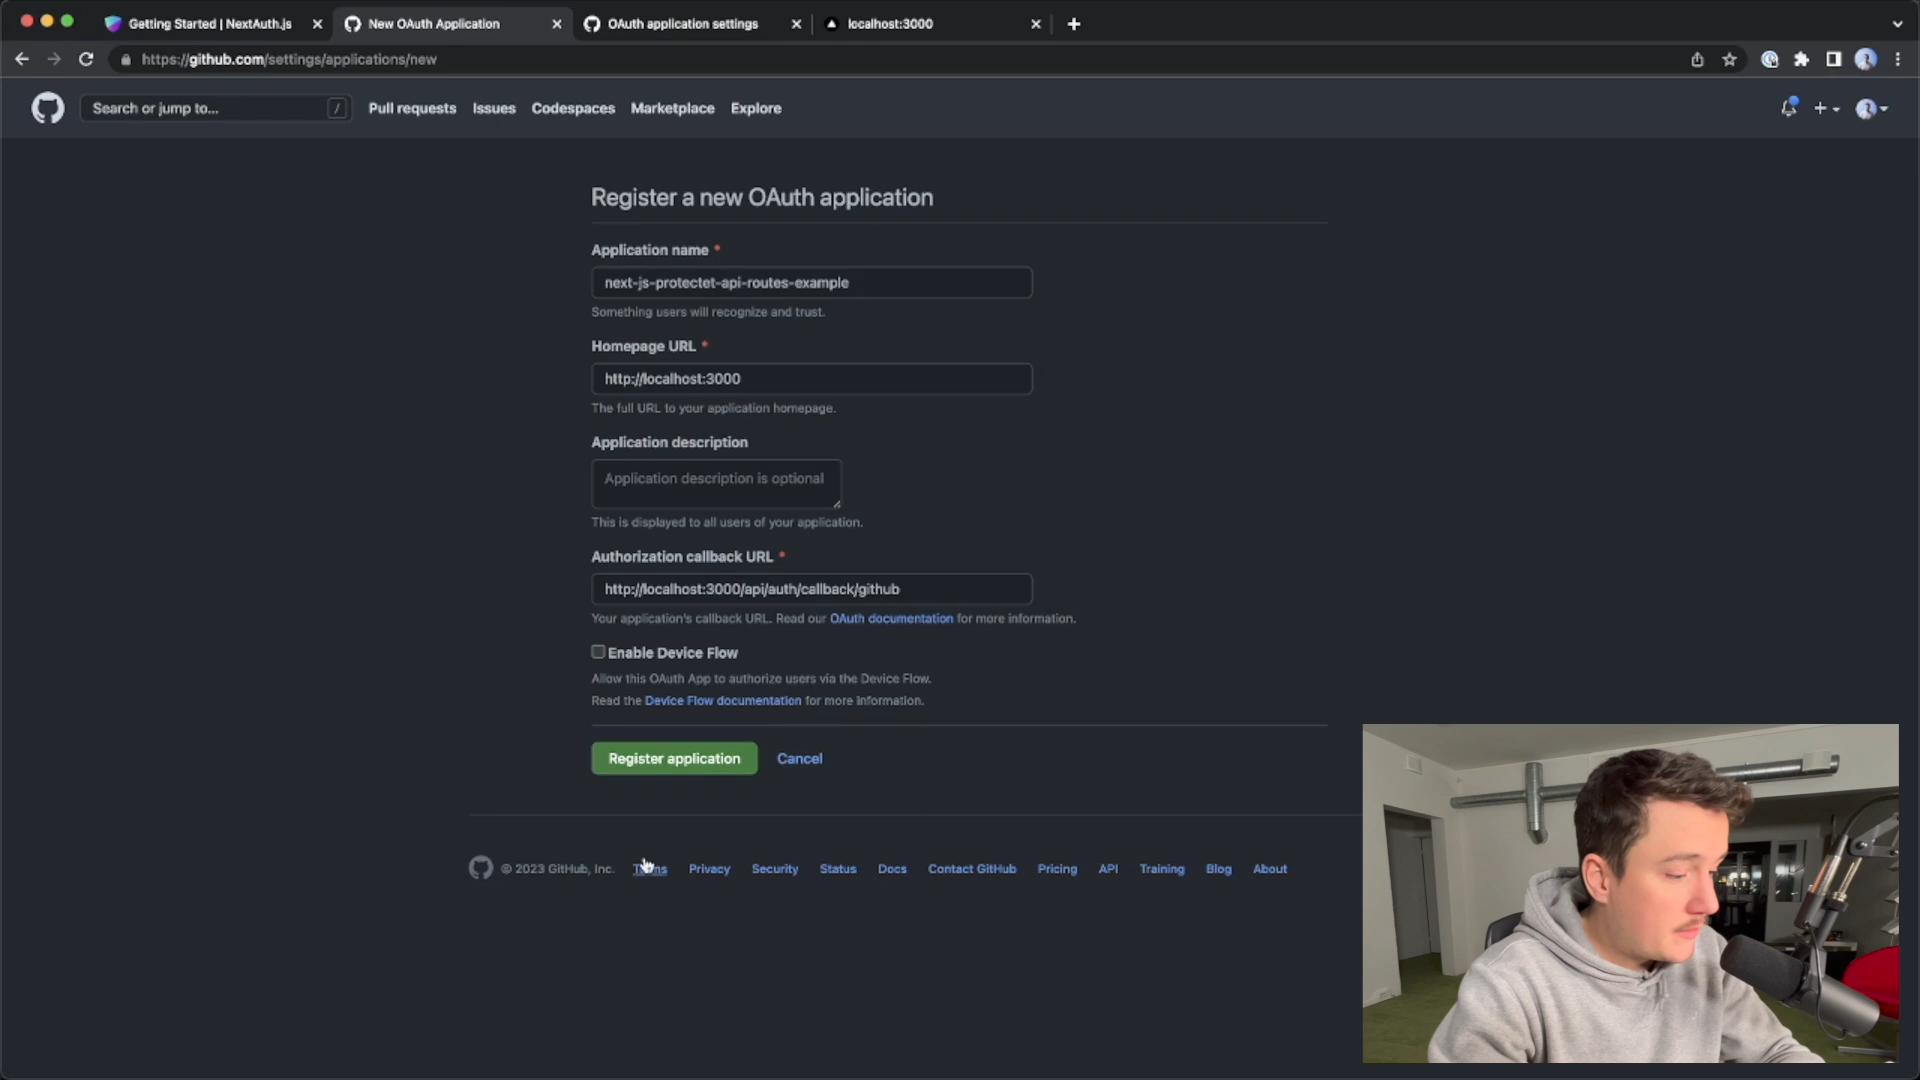 Getting Started | NextAuth.js
New OAuth Application
OAuth application settings
localhost:3000
https://github.com/settings/applications/new
Search or jump to...
/
Pull requests
Issues
Codespaces
Marketplace
Explore
Register a new OAuth application
Application name *
next-js-protectet-api-routes-example
Something users will recognize and trust.
Homepage URL *
http://localhost:3000
The full URL to your application homepage.
Application description
Application description is optional
This is displayed to all users of your application.
Authorization callback URL *
http://localhost:3000/api/auth/callback/github
Your application's callback URL. Read our OAuth documentation for more information.
Enable Device Flow
Allow this OAuth App to authorize users via the Device Flow.
Read the Device Flow documentation for more information.
Register application
Cancel
© 2023 GitHub, Inc.
Terms
Privacy
Security
Status
Docs
Contact GitHub
Pricing
API
Training
Blog
About